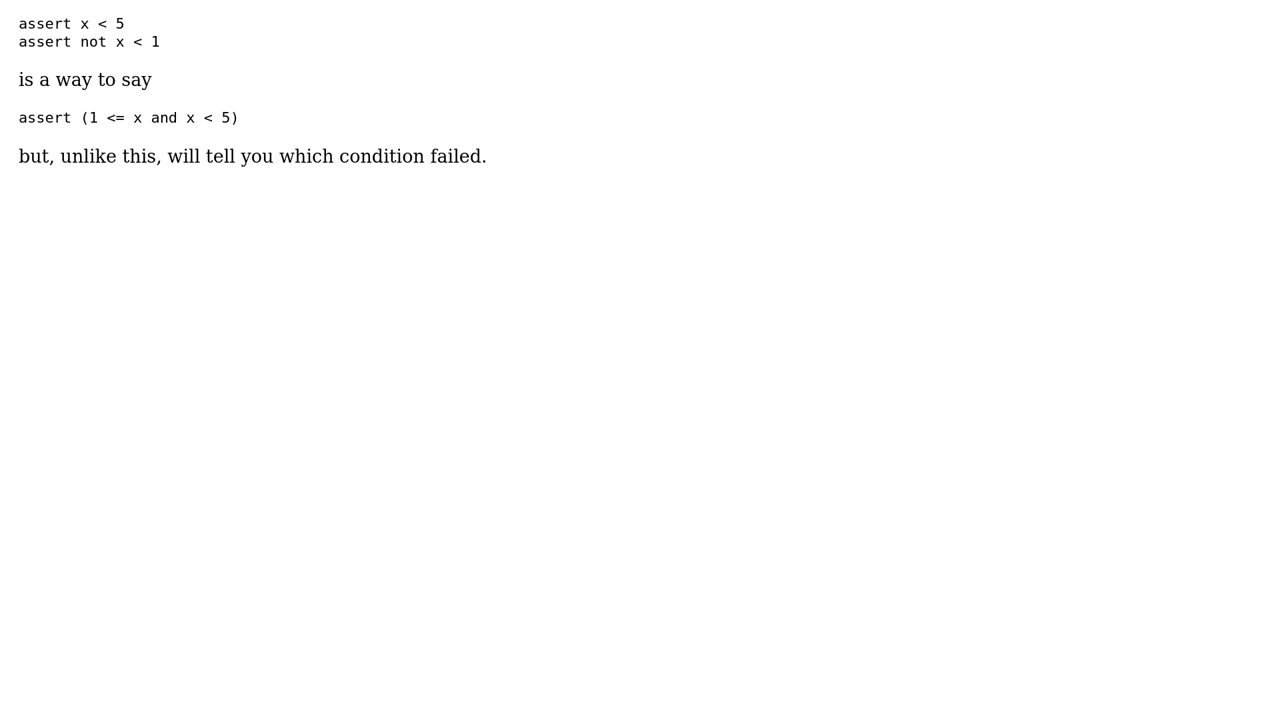 assert x < 5
assert not x < 1
is a way to say
assert (1 <= x and x < 5)
but, unlike this, will tell you which condition failed.